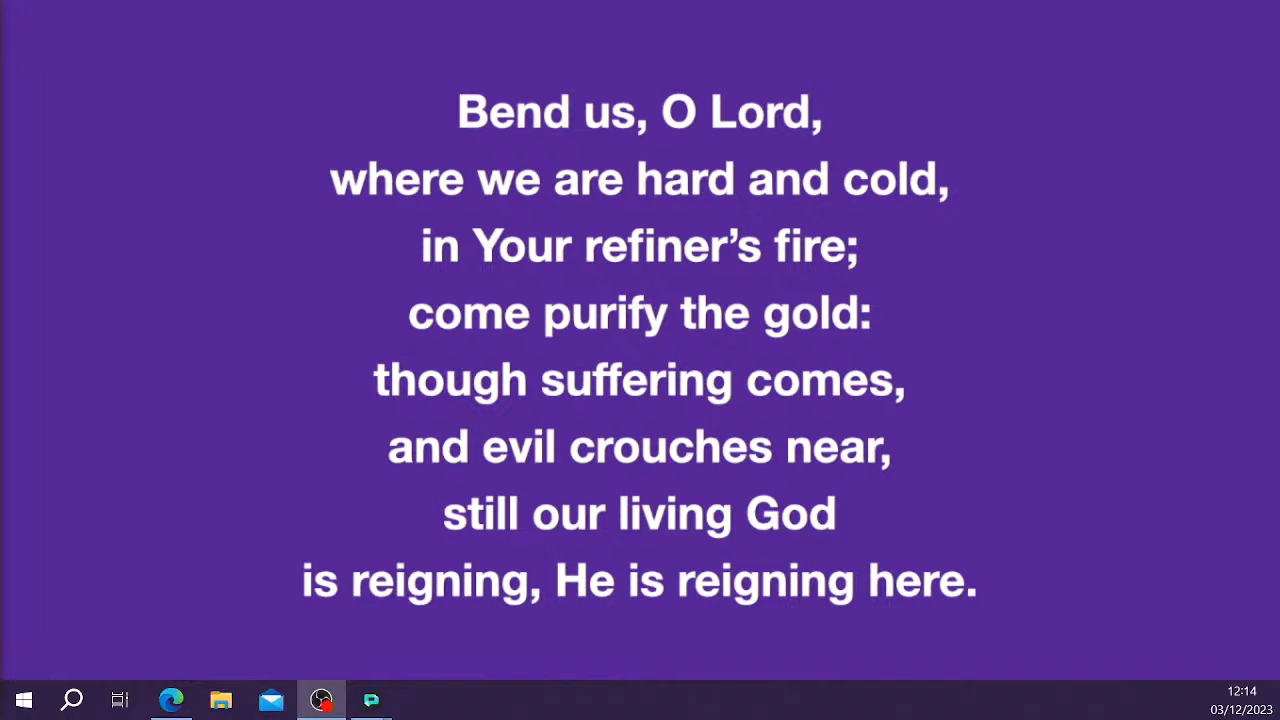 Bend us, O Lord,
where we are hard and cold,
in Your refiner’s fire;
come purify the gold:
though suffering comes,
and evil crouches near,
still our living God
is reigning, He is reigning here.
12:14
03/12/2023